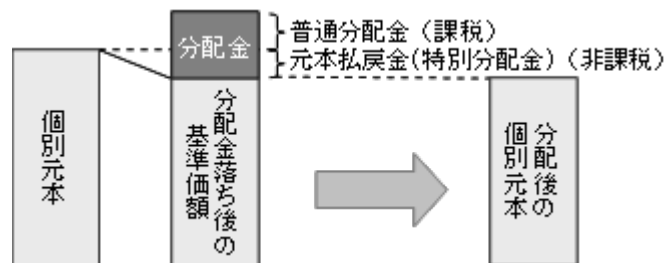 分配金
普通分配金（課税）
元本払戻金(特別分配金)（非課税）
個別元本
分配金落ち後の
基準価額
分配後の
個別元本